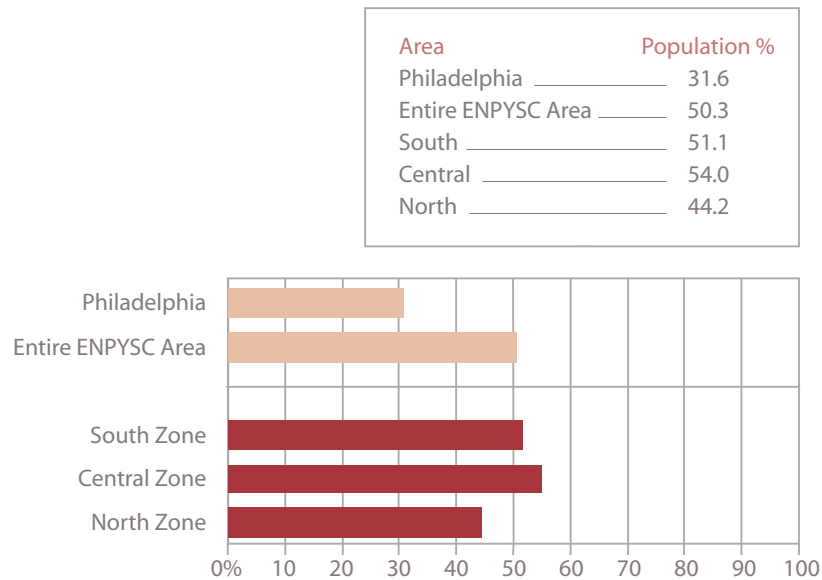 Area Population %
Philadelphia 31.6
Entire ENPYSC Area 50.3
South 51.1
Central 54.0
North 44.2
Philadelphia
Entire ENPYSC Area
South Zone
Central Zone
North Zone
0% 10 20 30 40 50 60 70 80 90 100